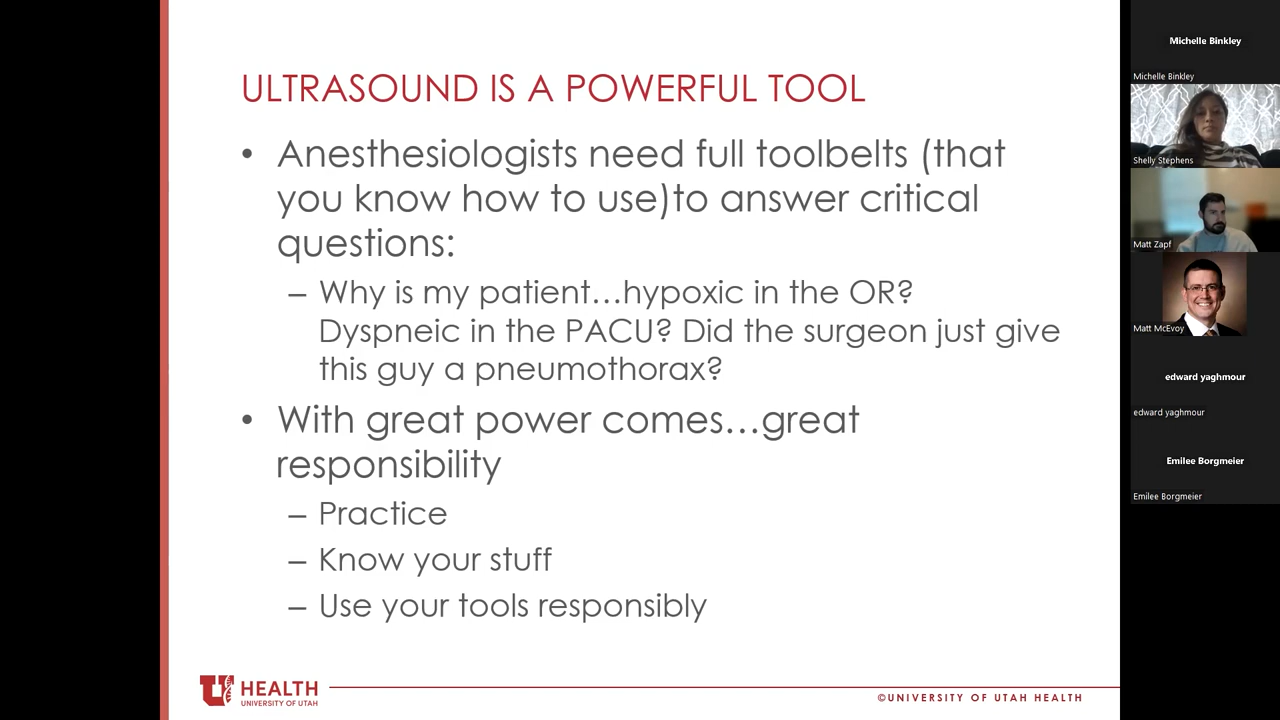 ULTRASOUND IS A POWERFUL TOOL
• Anesthesiologists need full toolbelts (that
you know how to use)to answer critical
questions:
– Why is my patient…hypoxic in the OR?
Dyspneic in the PACU? Did the surgeon just give
this guy a pneumothorax?
• With great power comes…great
responsibility
– Practice
– Know your stuff
– Use your tools responsibly
U HEALTH
UNIVERSITY OF UTAH
©UNIVERSITY OF UTAH HEALTH
Michelle Binkley
Michelle Binkley
Shelly Stephens
Matt Zapf
Matt McEvoy
edward yaghmour
edward yaghmour
Emilee Borgmeier
Emilee Borgmeier